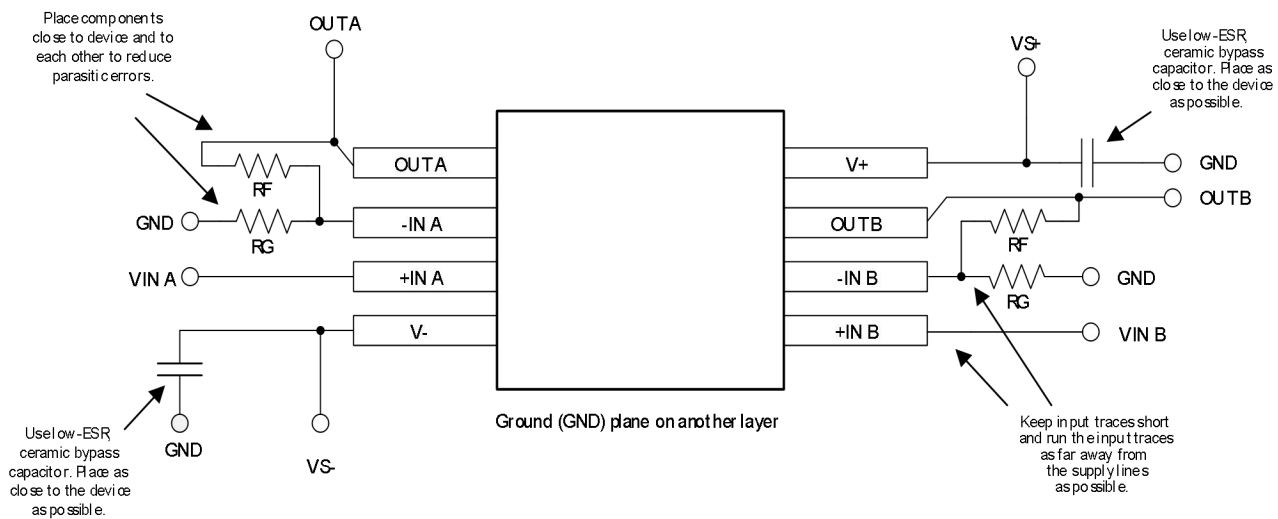 Place components
close to device and to
each other to reduce
parasitic errors.
OUTA
VS+
Use low-ESR,
ceramic bypass
capacitor. Place as
close to the device
as possible.
OUTA
V+
GND
RF
OUTB
GND
-IN A
OUTB
RG
RF
VIN A
+IN A
-IN B
GND
RG
V-
+IN B
VIN B
Ground (GND) plane on another layer
Use low-ESR,
ceramic bypass
capacitor. Place as
close to the device
as possible.
GND
VS-
Keep input traces short
and run the input traces
as far away from
the supply lines
as possible.